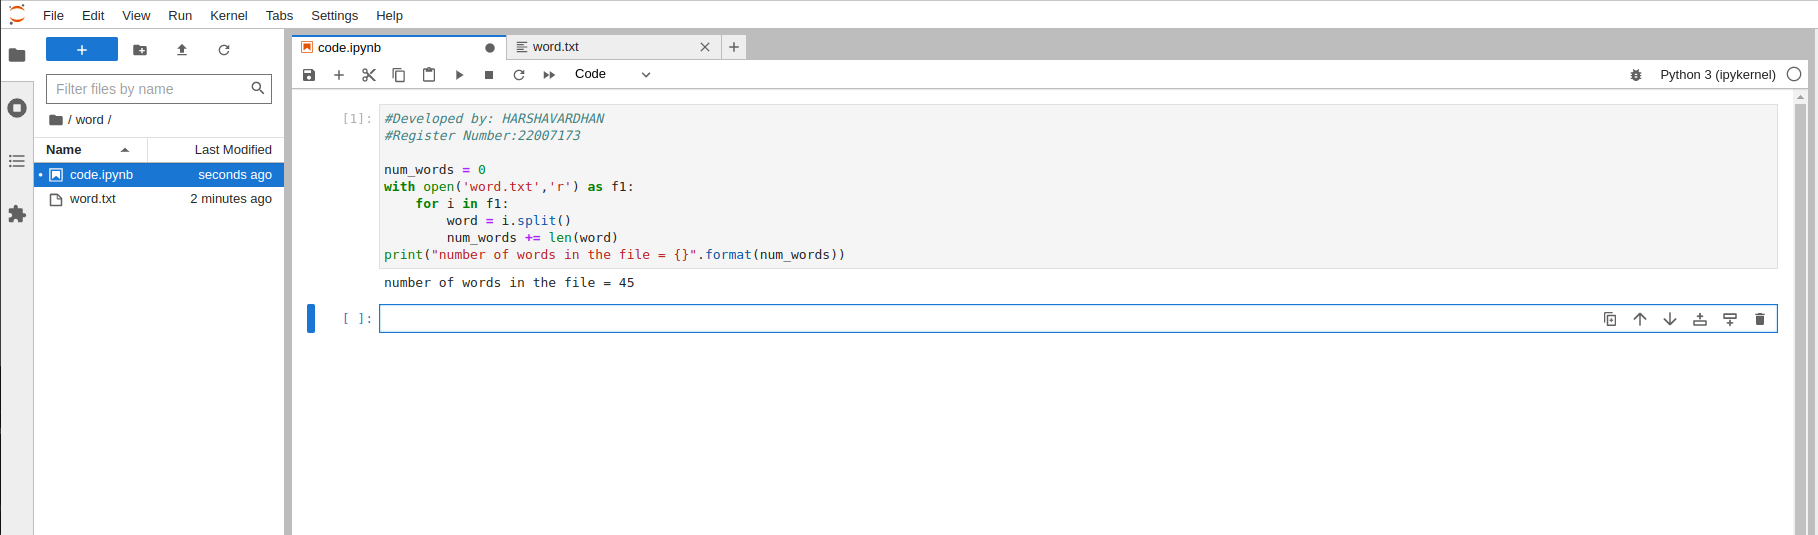 File Edit View Run Kernel Tabs Settings Help
Filter files by name
/ word /
Name Last Modified
code.ipynb seconds ago
word.txt 2 minutes ago
code.ipynb word.txt
Code Python 3 (ipykernel)
[1]: #Developed by: HARSHAVARDHAN
#Register Number:22007173
num_words = 0
with open('word.txt','r') as f1:
    for i in f1:
        word = i.split()
        num_words += len(word)
print("number of words in the file = {}".format(num_words))
number of words in the file = 45
[ ]: